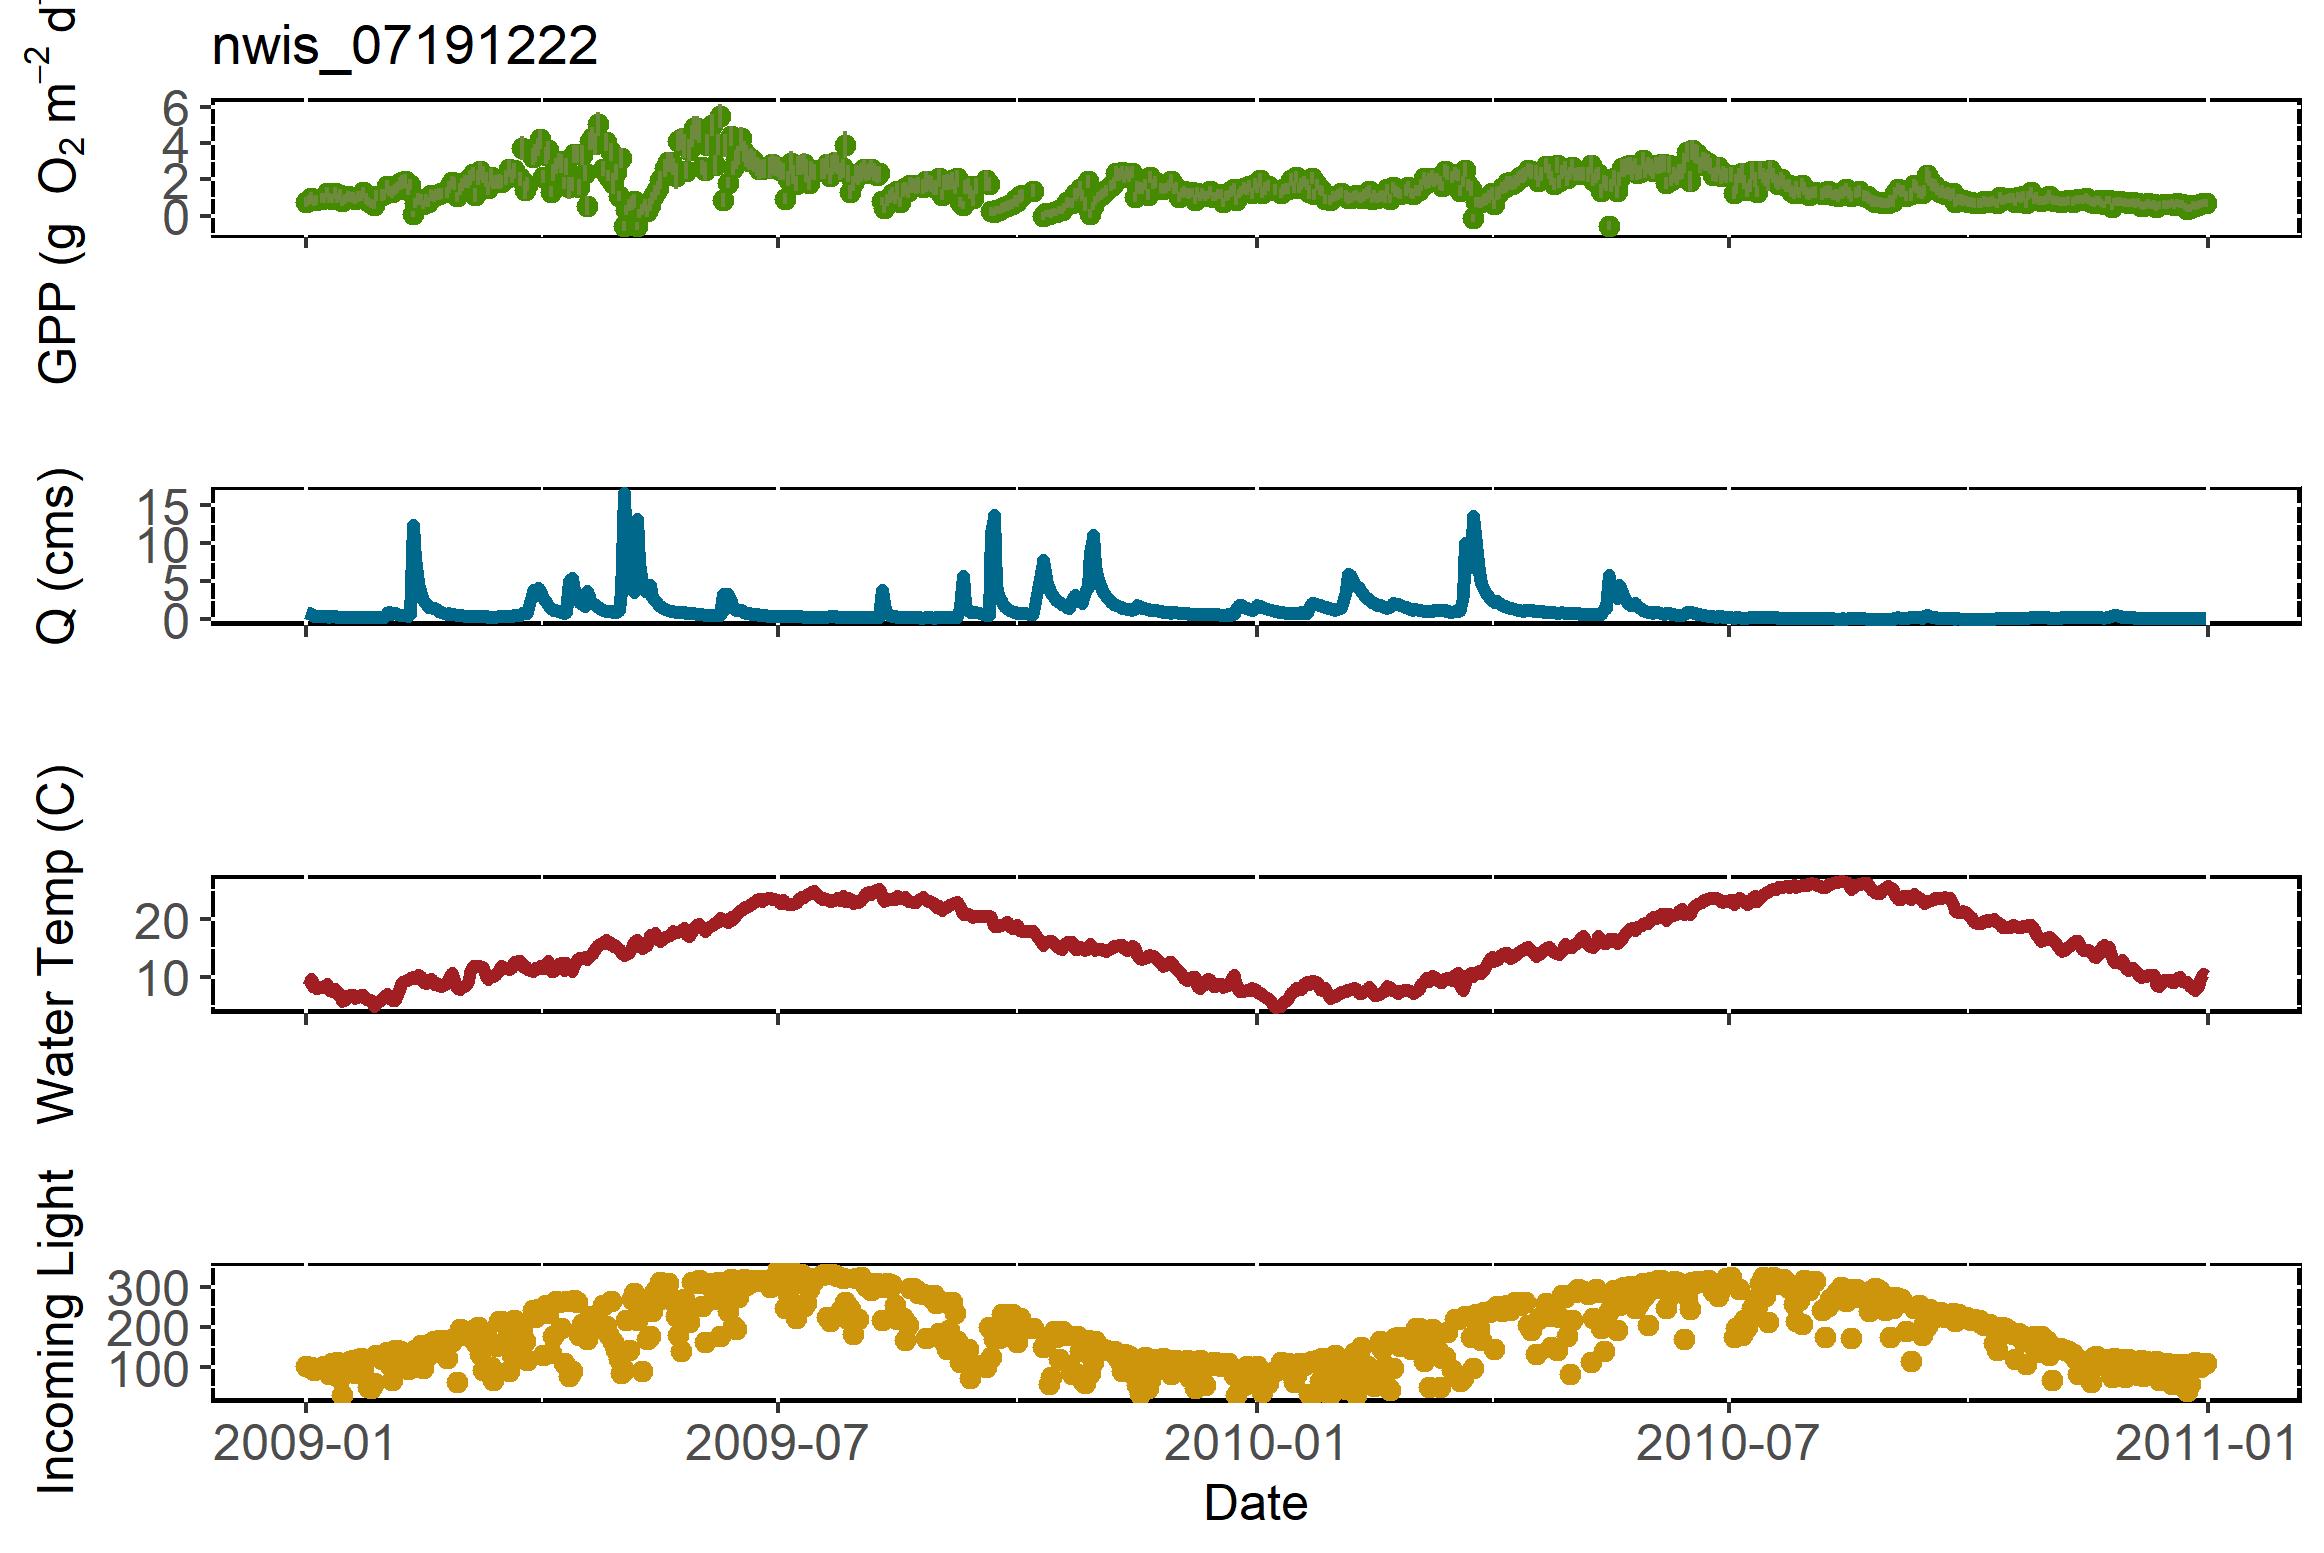 nwis_07191222
GPP (g O₂ m⁻² d
6
4
2
0
Q (cms)
15
10
5
0
Water Temp (C)
20
10
Incoming Light
300
200
100
2009-01 2009-07 2010-01 2010-07 2011-01
Date